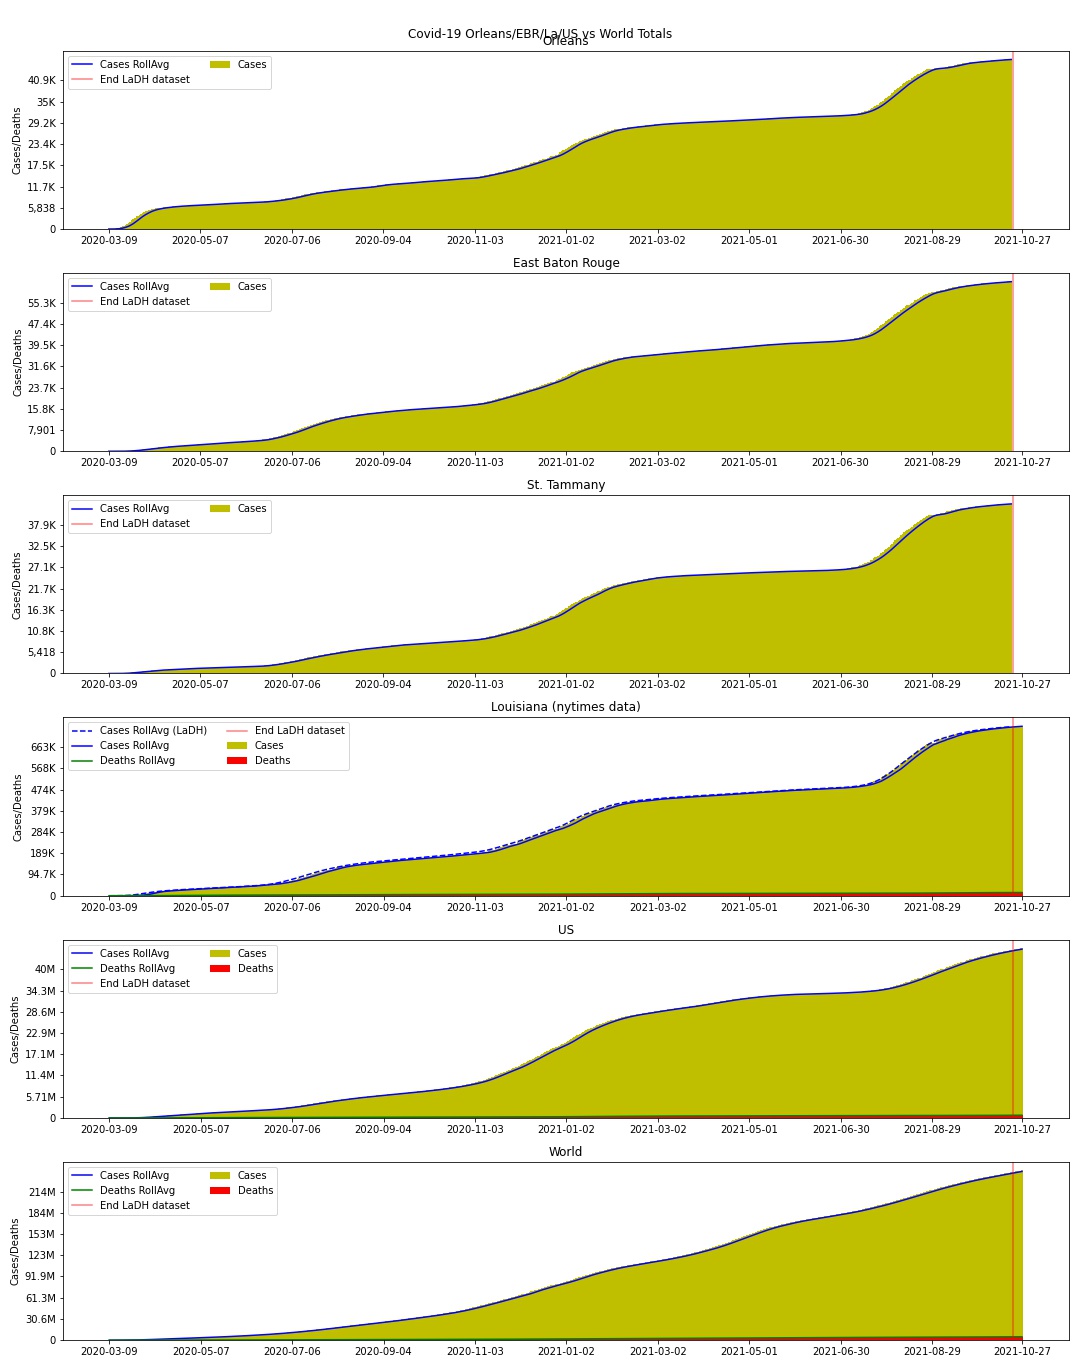 Covid-19 Orleans/EBR/La/US vs World Totals
Orleans
Cases RollAvg Cases
End LaDH dataset
Cases/Deaths
40.9K
35K
29.2K
23.4K
17.5K
11.7K
5,838
0
2020-03-09 2020-05-07 2020-07-06 2020-09-04 2020-11-03 2021-01-02 2021-03-02 2021-05-01 2021-06-30 2021-08-29 2021-10-27
East Baton Rouge
Cases RollAvg Cases
End LaDH dataset
Cases/Deaths
55.3K
47.4K
39.5K
31.6K
23.7K
15.8K
7,901
0
2020-03-09 2020-05-07 2020-07-06 2020-09-04 2020-11-03 2021-01-02 2021-03-02 2021-05-01 2021-06-30 2021-08-29 2021-10-27
St. Tammany
Cases RollAvg Cases
End LaDH dataset
Cases/Deaths
37.9K
32.5K
27.1K
21.7K
16.3K
10.8K
5,418
0
2020-03-09 2020-05-07 2020-07-06 2020-09-04 2020-11-03 2021-01-02 2021-03-02 2021-05-01 2021-06-30 2021-08-29 2021-10-27
Louisiana (nytimes data)
Cases RollAvg (LaDH) End LaDH dataset
Cases RollAvg Cases
Deaths RollAvg Deaths
Cases/Deaths
663K
568K
474K
379K
284K
189K
94.7K
0
2020-03-09 2020-05-07 2020-07-06 2020-09-04 2020-11-03 2021-01-02 2021-03-02 2021-05-01 2021-06-30 2021-08-29 2021-10-27
US
Cases RollAvg Cases
Deaths RollAvg Deaths
End LaDH dataset
Cases/Deaths
40M
34.3M
28.6M
22.9M
17.1M
11.4M
5.71M
0
2020-03-09 2020-05-07 2020-07-06 2020-09-04 2020-11-03 2021-01-02 2021-03-02 2021-05-01 2021-06-30 2021-08-29 2021-10-27
World
Cases RollAvg Cases
Deaths RollAvg Deaths
End LaDH dataset
Cases/Deaths
214M
184M
153M
123M
91.9M
61.3M
30.6M
0
2020-03-09 2020-05-07 2020-07-06 2020-09-04 2020-11-03 2021-01-02 2021-03-02 2021-05-01 2021-06-30 2021-08-29 2021-10-27